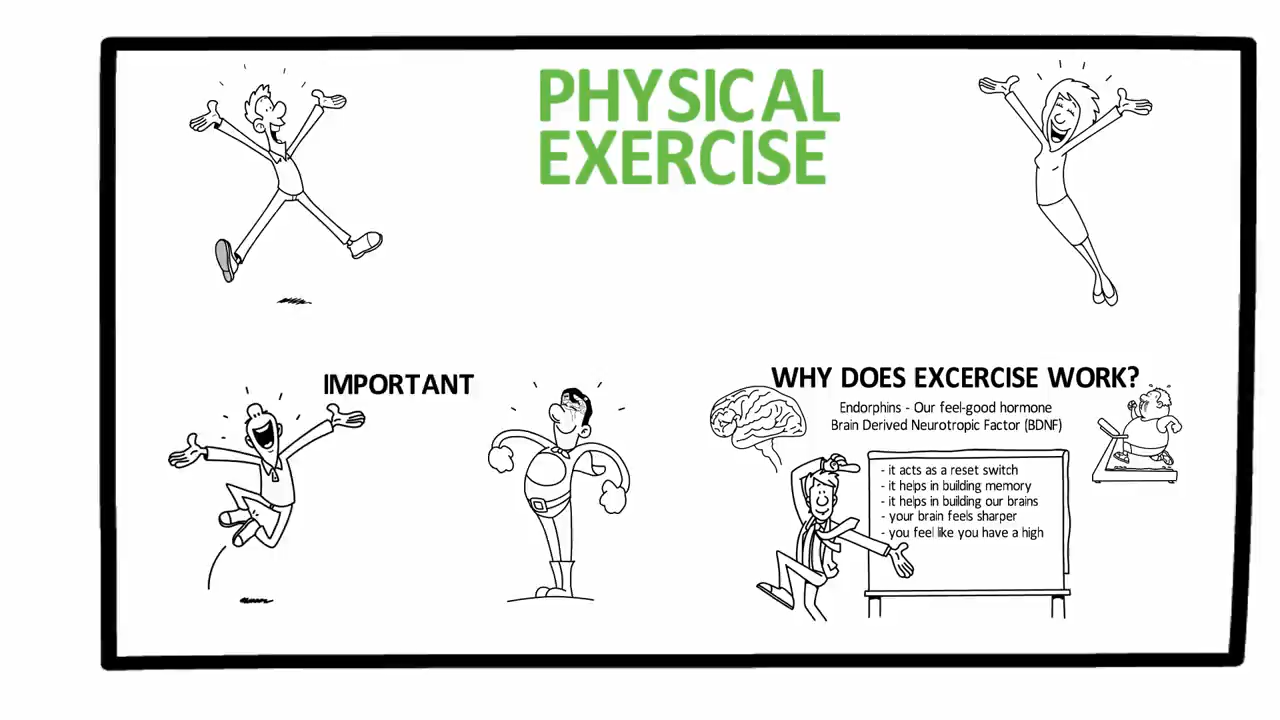 PHYSICAL
EXERCISE
IMPORTANT
WHY DOES EXCERCISE WORK?
Endorphins - Our feel-good hormone
Brain Derived Neurotropic Factor (BDNF)
- it acts as a reset switch
- it helps in building memory
- it helps in building our brains
- your brain feels sharper
- you feel like you have a high